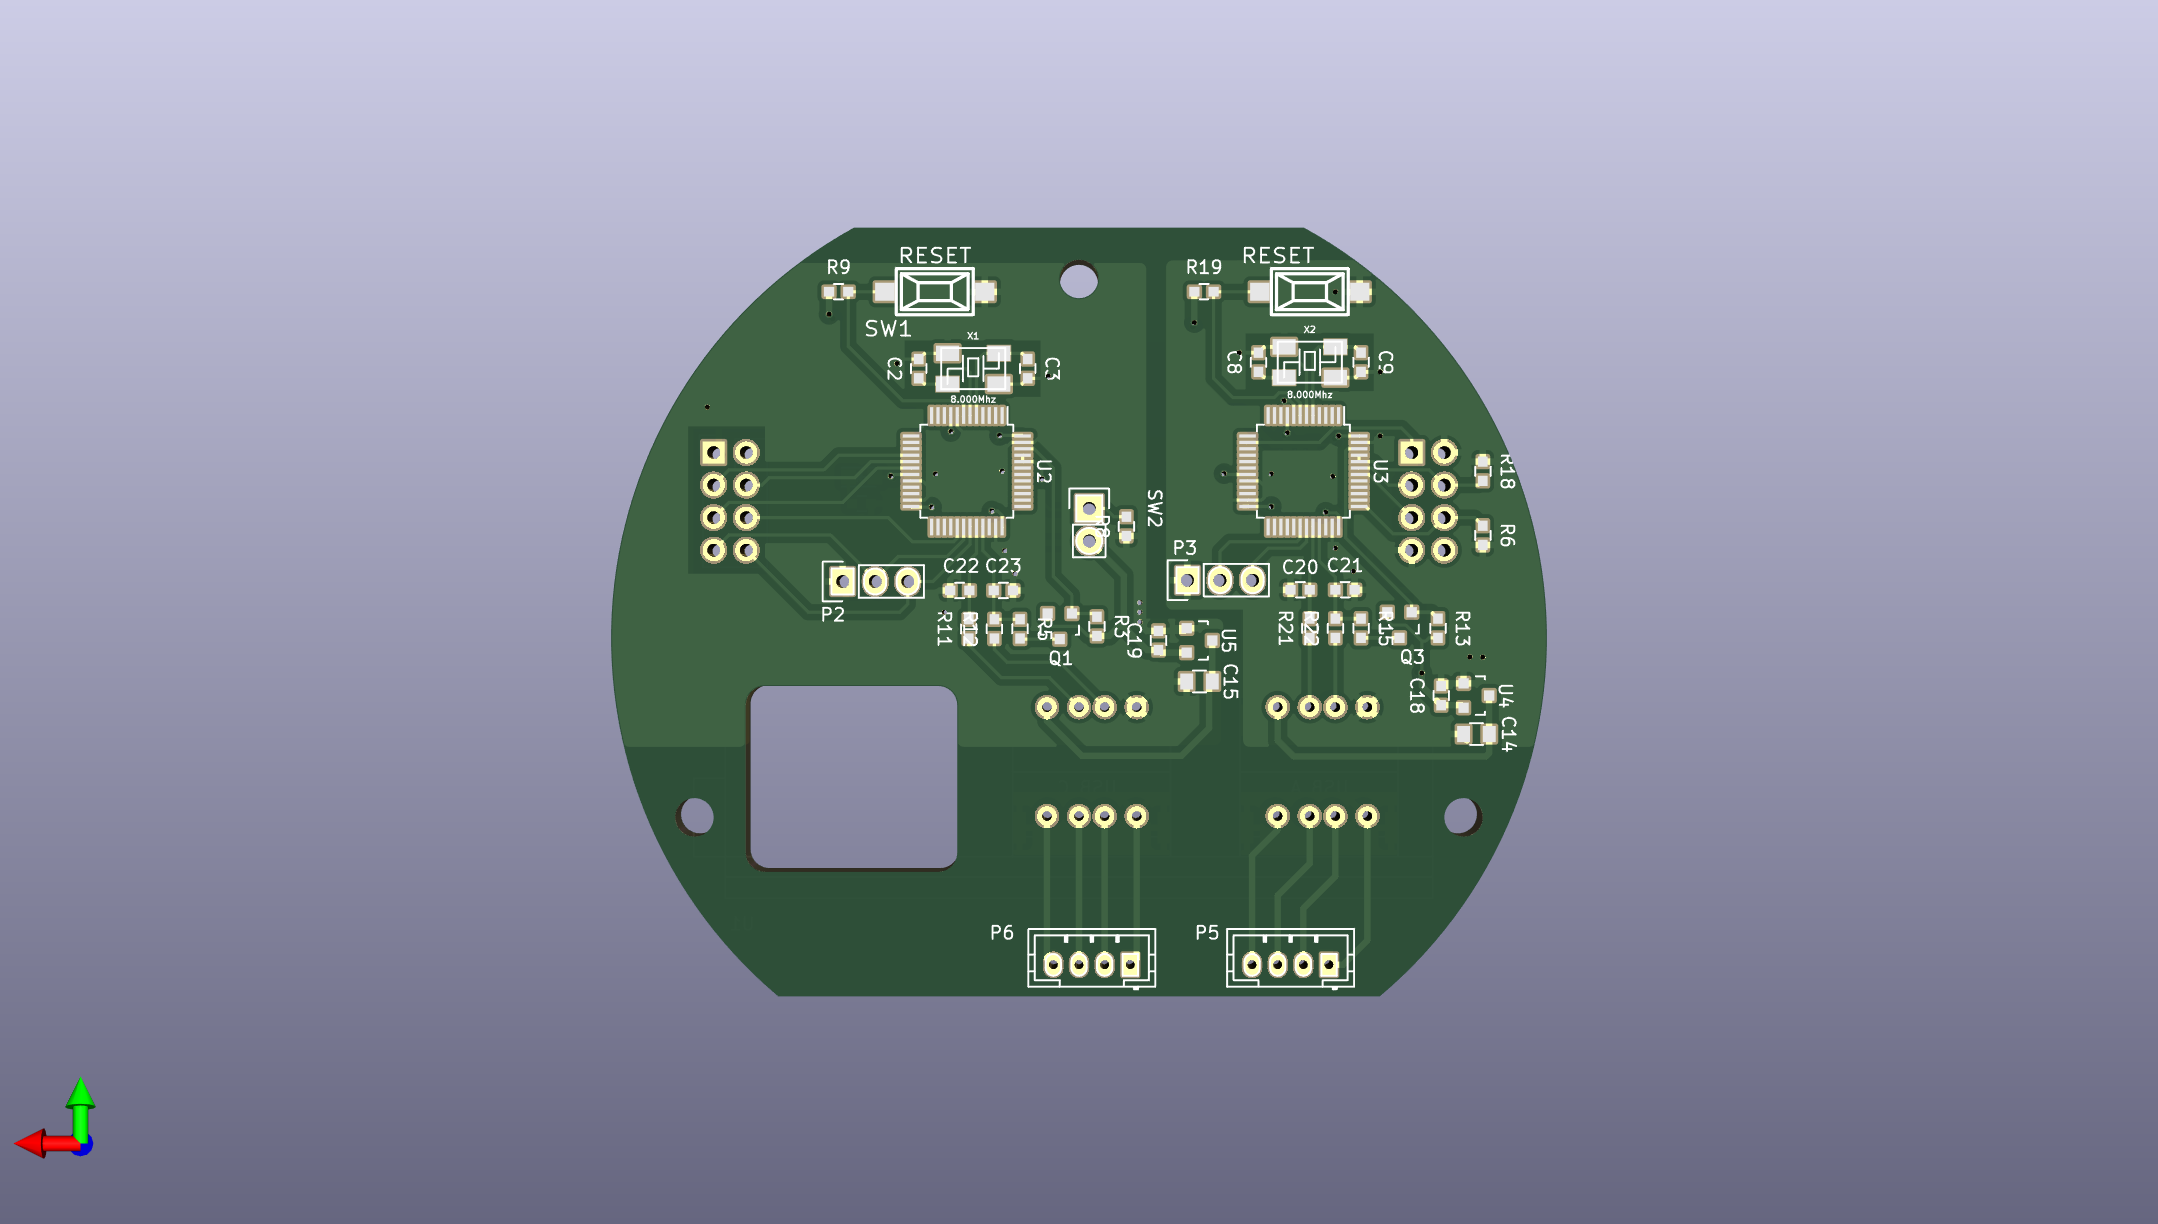 RESET
RESET
R9
R19
SW1
X1
X2
C2
C3
C8
C9
8.000Mhz
8.000Mhz
U3
R18
SW2
R6
P3
C22
C23
C20
C21
P2
R11
R12
R3
C19
U5
R21
R22
R15
R13
Q1
Q3
C15
C18
U4
C14
P6
P5